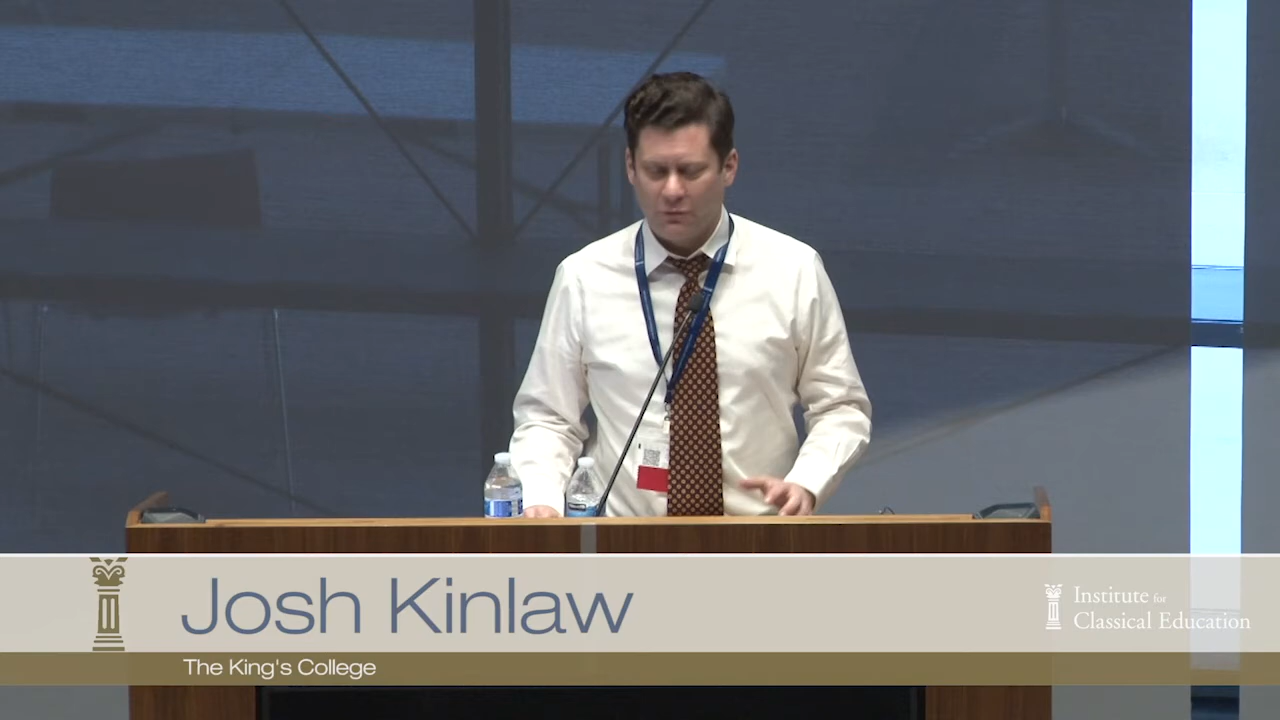 Josh Kinlaw
The King's College
Institute for
Classical Education